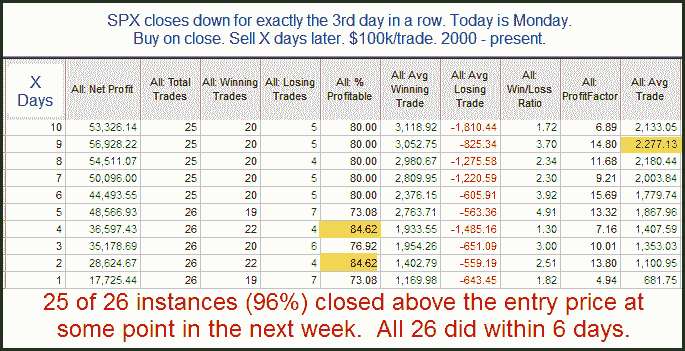 SPX closes down for exactly the 3rd day in a row. Today is Monday.
Buy on close. Sell X days later. $100k/trade. 2000 - present.
X Days All: Net Profit All: Total Trades All: Winning Trades All: Losing Trades All: % Profitable All: Avg Winning Trade All: Avg Losing Trade All: Win/Loss Ratio All: ProfitFactor All: Avg Trade
10 53,326.14 25 20 5 80.00 3,118.92 -1,810.44 1.72 6.89 2,133.05
9 56,928.22 25 20 5 80.00 3,052.75 -825.34 3.70 14.80 2.277.13
8 54,511.07 25 20 4 80.00 2,980.67 -1,275.58 2.34 11.68 2,180.44
7 50,096.00 25 20 5 80.00 2,809.95 -1,220.59 2.30 9.21 2,003.84
6 44,493.55 25 20 5 80.00 2,376.15 -605.91 3.92 15.69 1,779.74
5 48,566.93 26 19 7 73.08 2,763.71 -563.36 4.91 13.32 1,867.96
4 36,597.43 26 22 4 84.62 1,933.55 -1,485.16 1.30 7.16 1,407.59
3 35,178.69 26 20 6 76.92 1,954.26 -651.09 3.00 10.01 1,353.03
2 28,624.67 26 22 4 84.62 1,402.79 -559.19 2.51 13.80 1,100.95
1 17,725.44 26 19 7 73.08 1,169.98 -643.45 1.82 4.94 681.75
25 of 26 instances (96%) closed above the entry price at
some point in the next week. All 26 did within 6 days.